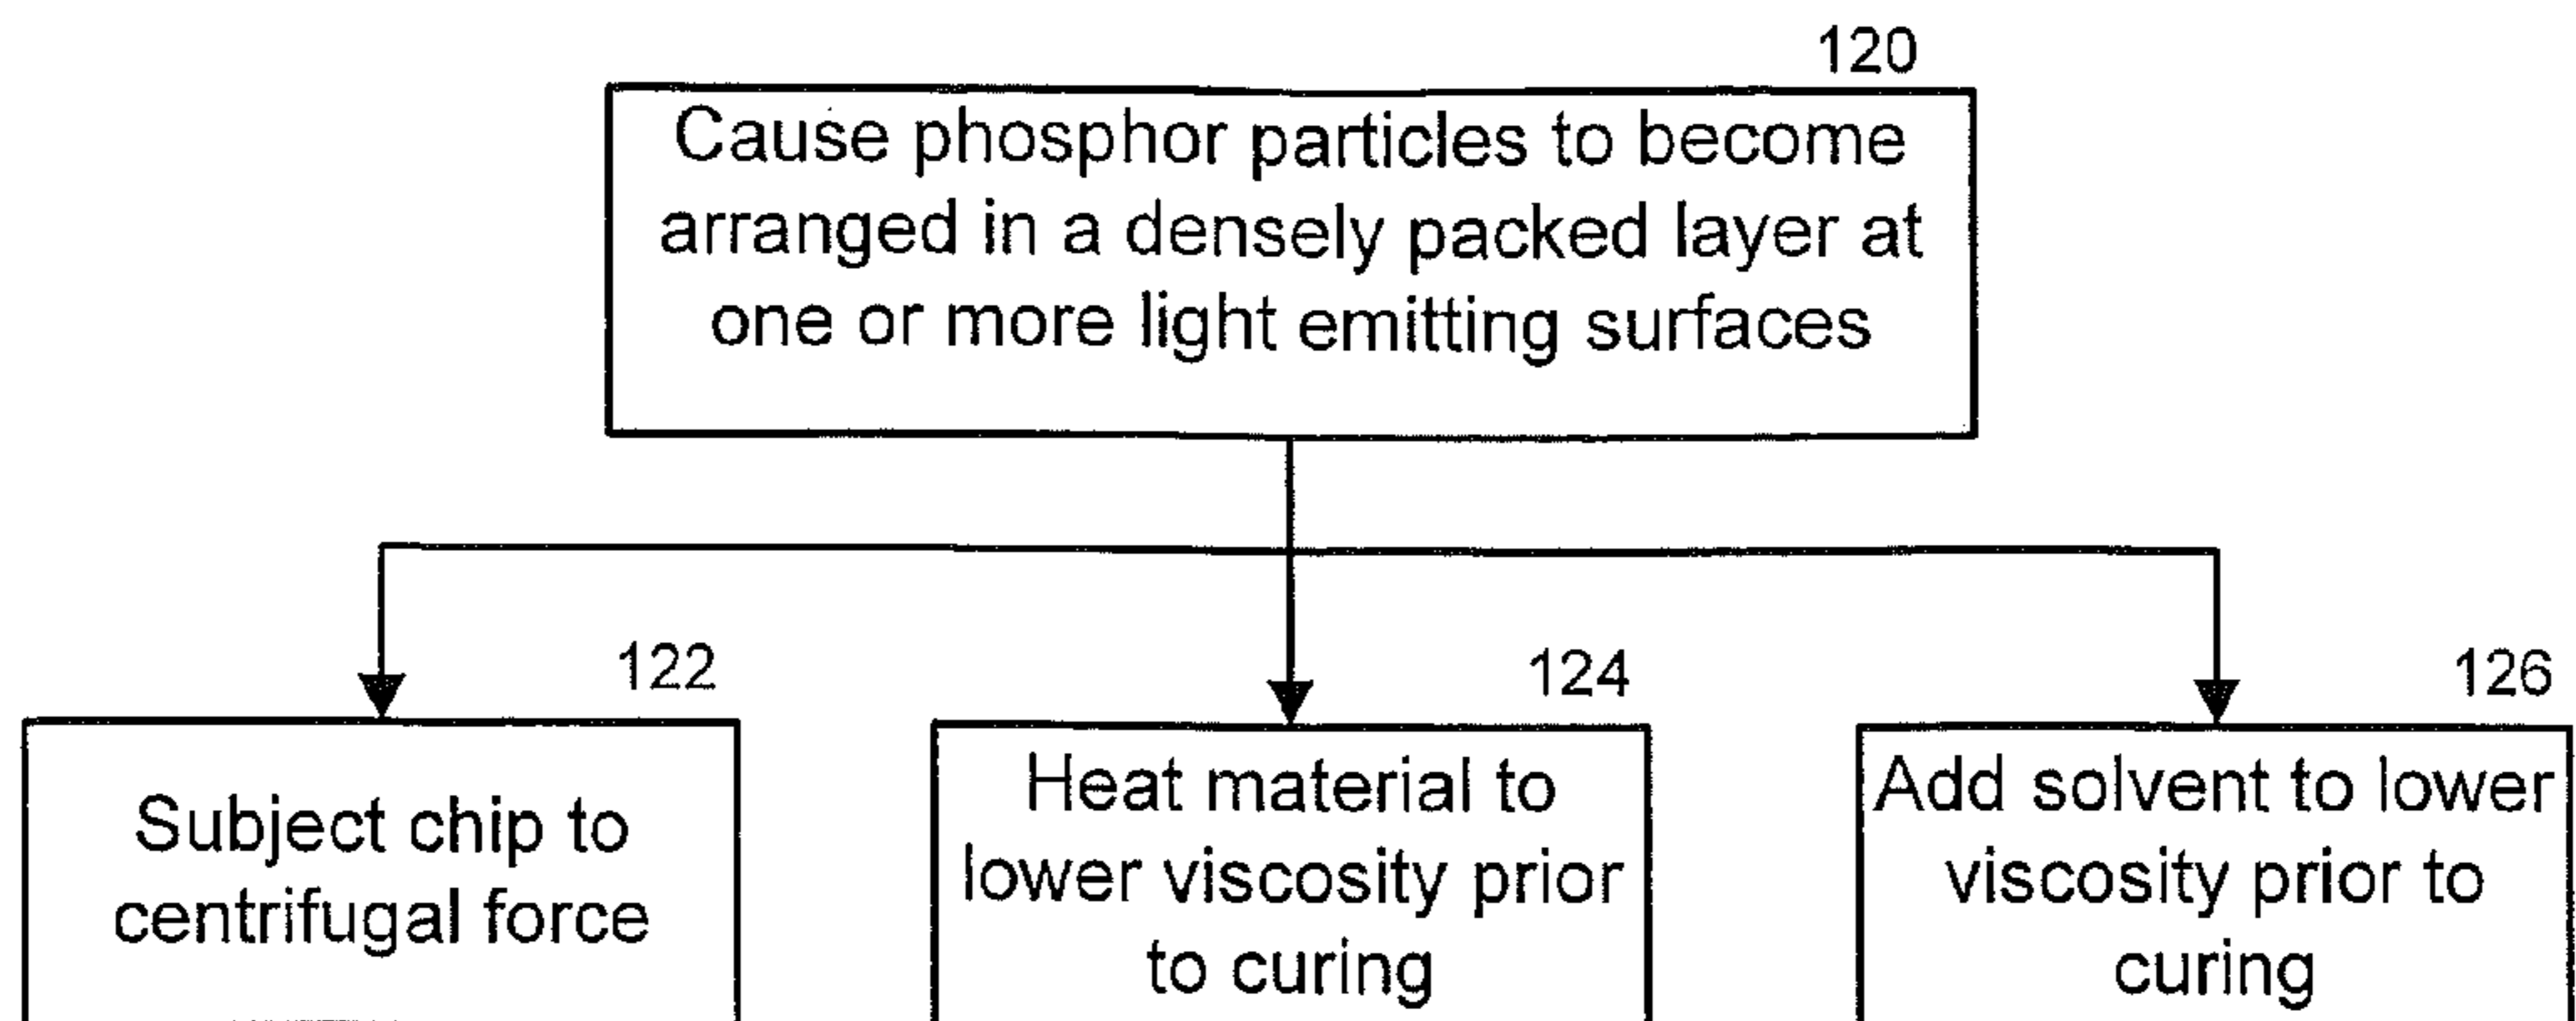 120
Cause phosphor particles to become
arranged in a densely packed layer at
one or more light emitting surfaces
122
Subject chip to
centrifugal force
124
Heat material to
lower viscosity prior
to curing
126
Add solvent to lower
viscosity prior to
curing